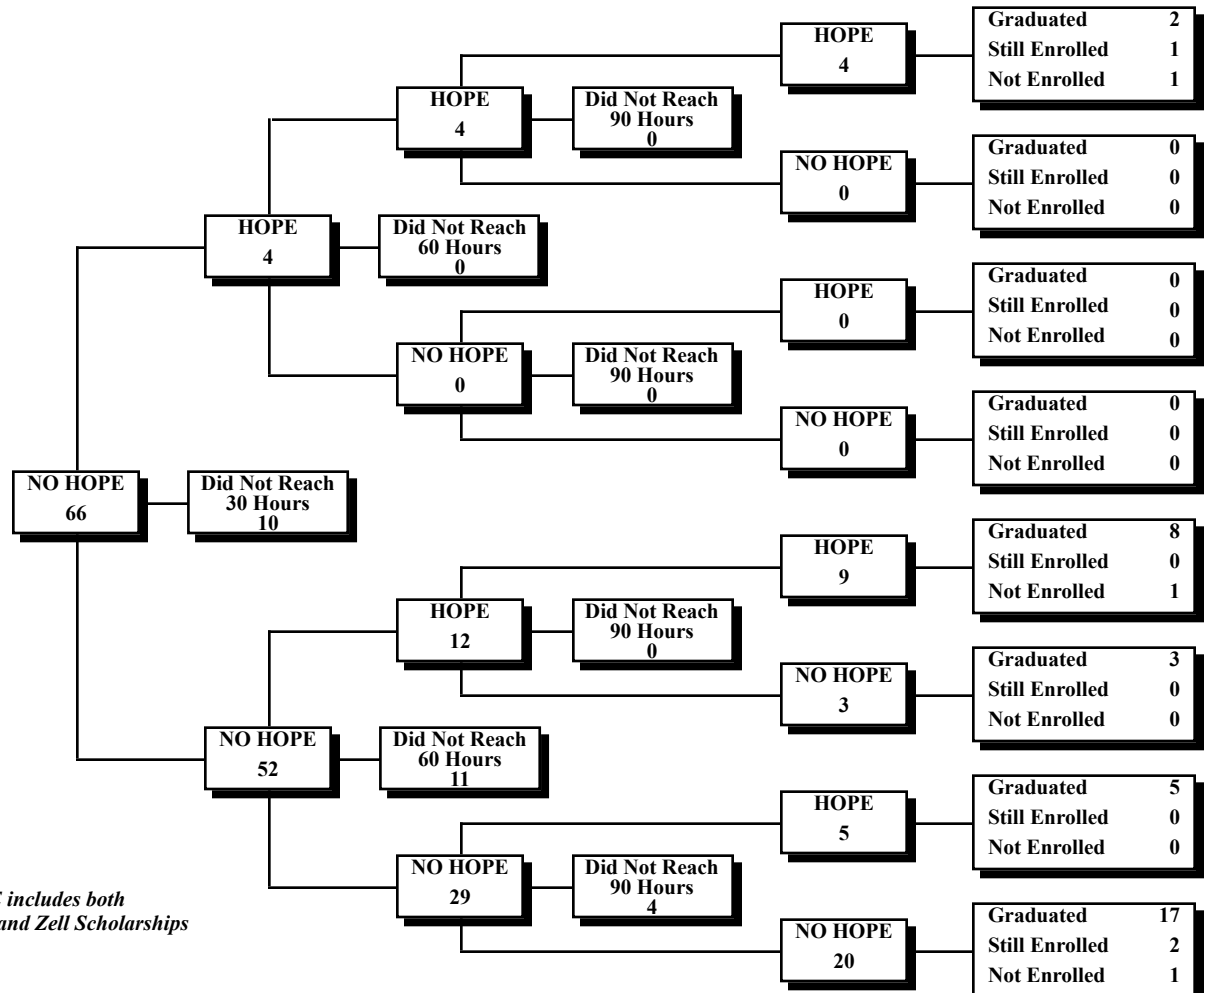 HOPE
4
Graduated 2
Still Enrolled 1
Not Enrolled 1
HOPE
4
Did Not Reach
90 Hours
0
NO HOPE
0
Graduated 0
Still Enrolled 0
Not Enrolled 0
HOPE
4
Did Not Reach
60 Hours
0
HOPE
0
Graduated 0
Still Enrolled 0
Not Enrolled 0
NO HOPE
0
Did Not Reach
90 Hours
0
NO HOPE
0
Graduated 0
Still Enrolled 0
Not Enrolled 0
NO HOPE
66
Did Not Reach
30 Hours
10
HOPE
9
Graduated 8
Still Enrolled 0
Not Enrolled 1
HOPE
12
Did Not Reach
90 Hours
0
NO HOPE
3
Graduated 3
Still Enrolled 0
Not Enrolled 0
NO HOPE
52
Did Not Reach
60 Hours
11
HOPE
5
Graduated 5
Still Enrolled 0
Not Enrolled 0
NO HOPE
29
Did Not Reach
90 Hours
4
NO HOPE
20
Graduated 17
Still Enrolled 2
Not Enrolled 1
includes both
and Zell Scholarships